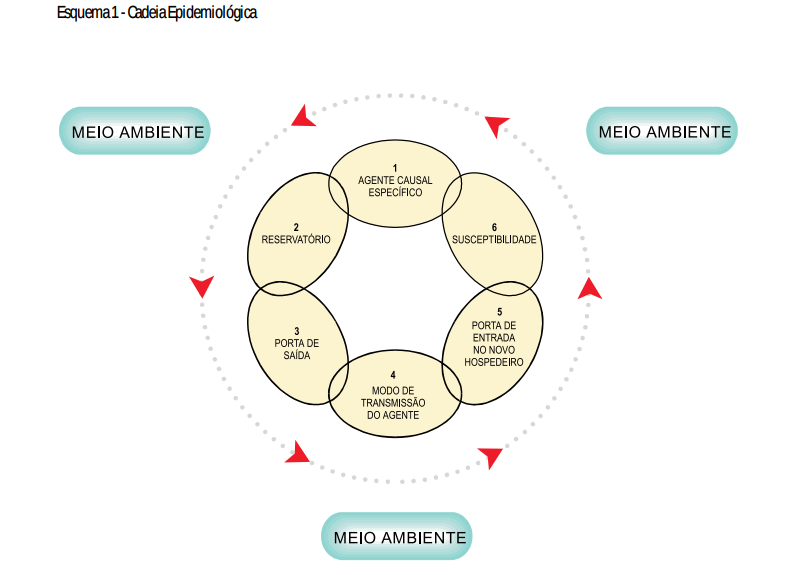 Esquema 1 - Cadeia Epidemiológica
MEIO AMBIENTE
MEIO AMBIENTE
1
AGENTE CAUSAL
ESPECÍFICO
2
RESERVATÓRIO
6
SUSCEPTIBILIDADE
3
PORTA DE
SAÍDA
5
PORTA DE
ENTRADA
NO NOVO
HOSPEDEIRO
4
MODO DE
TRANSMISSÃO
DO AGENTE
MEIO AMBIENTE